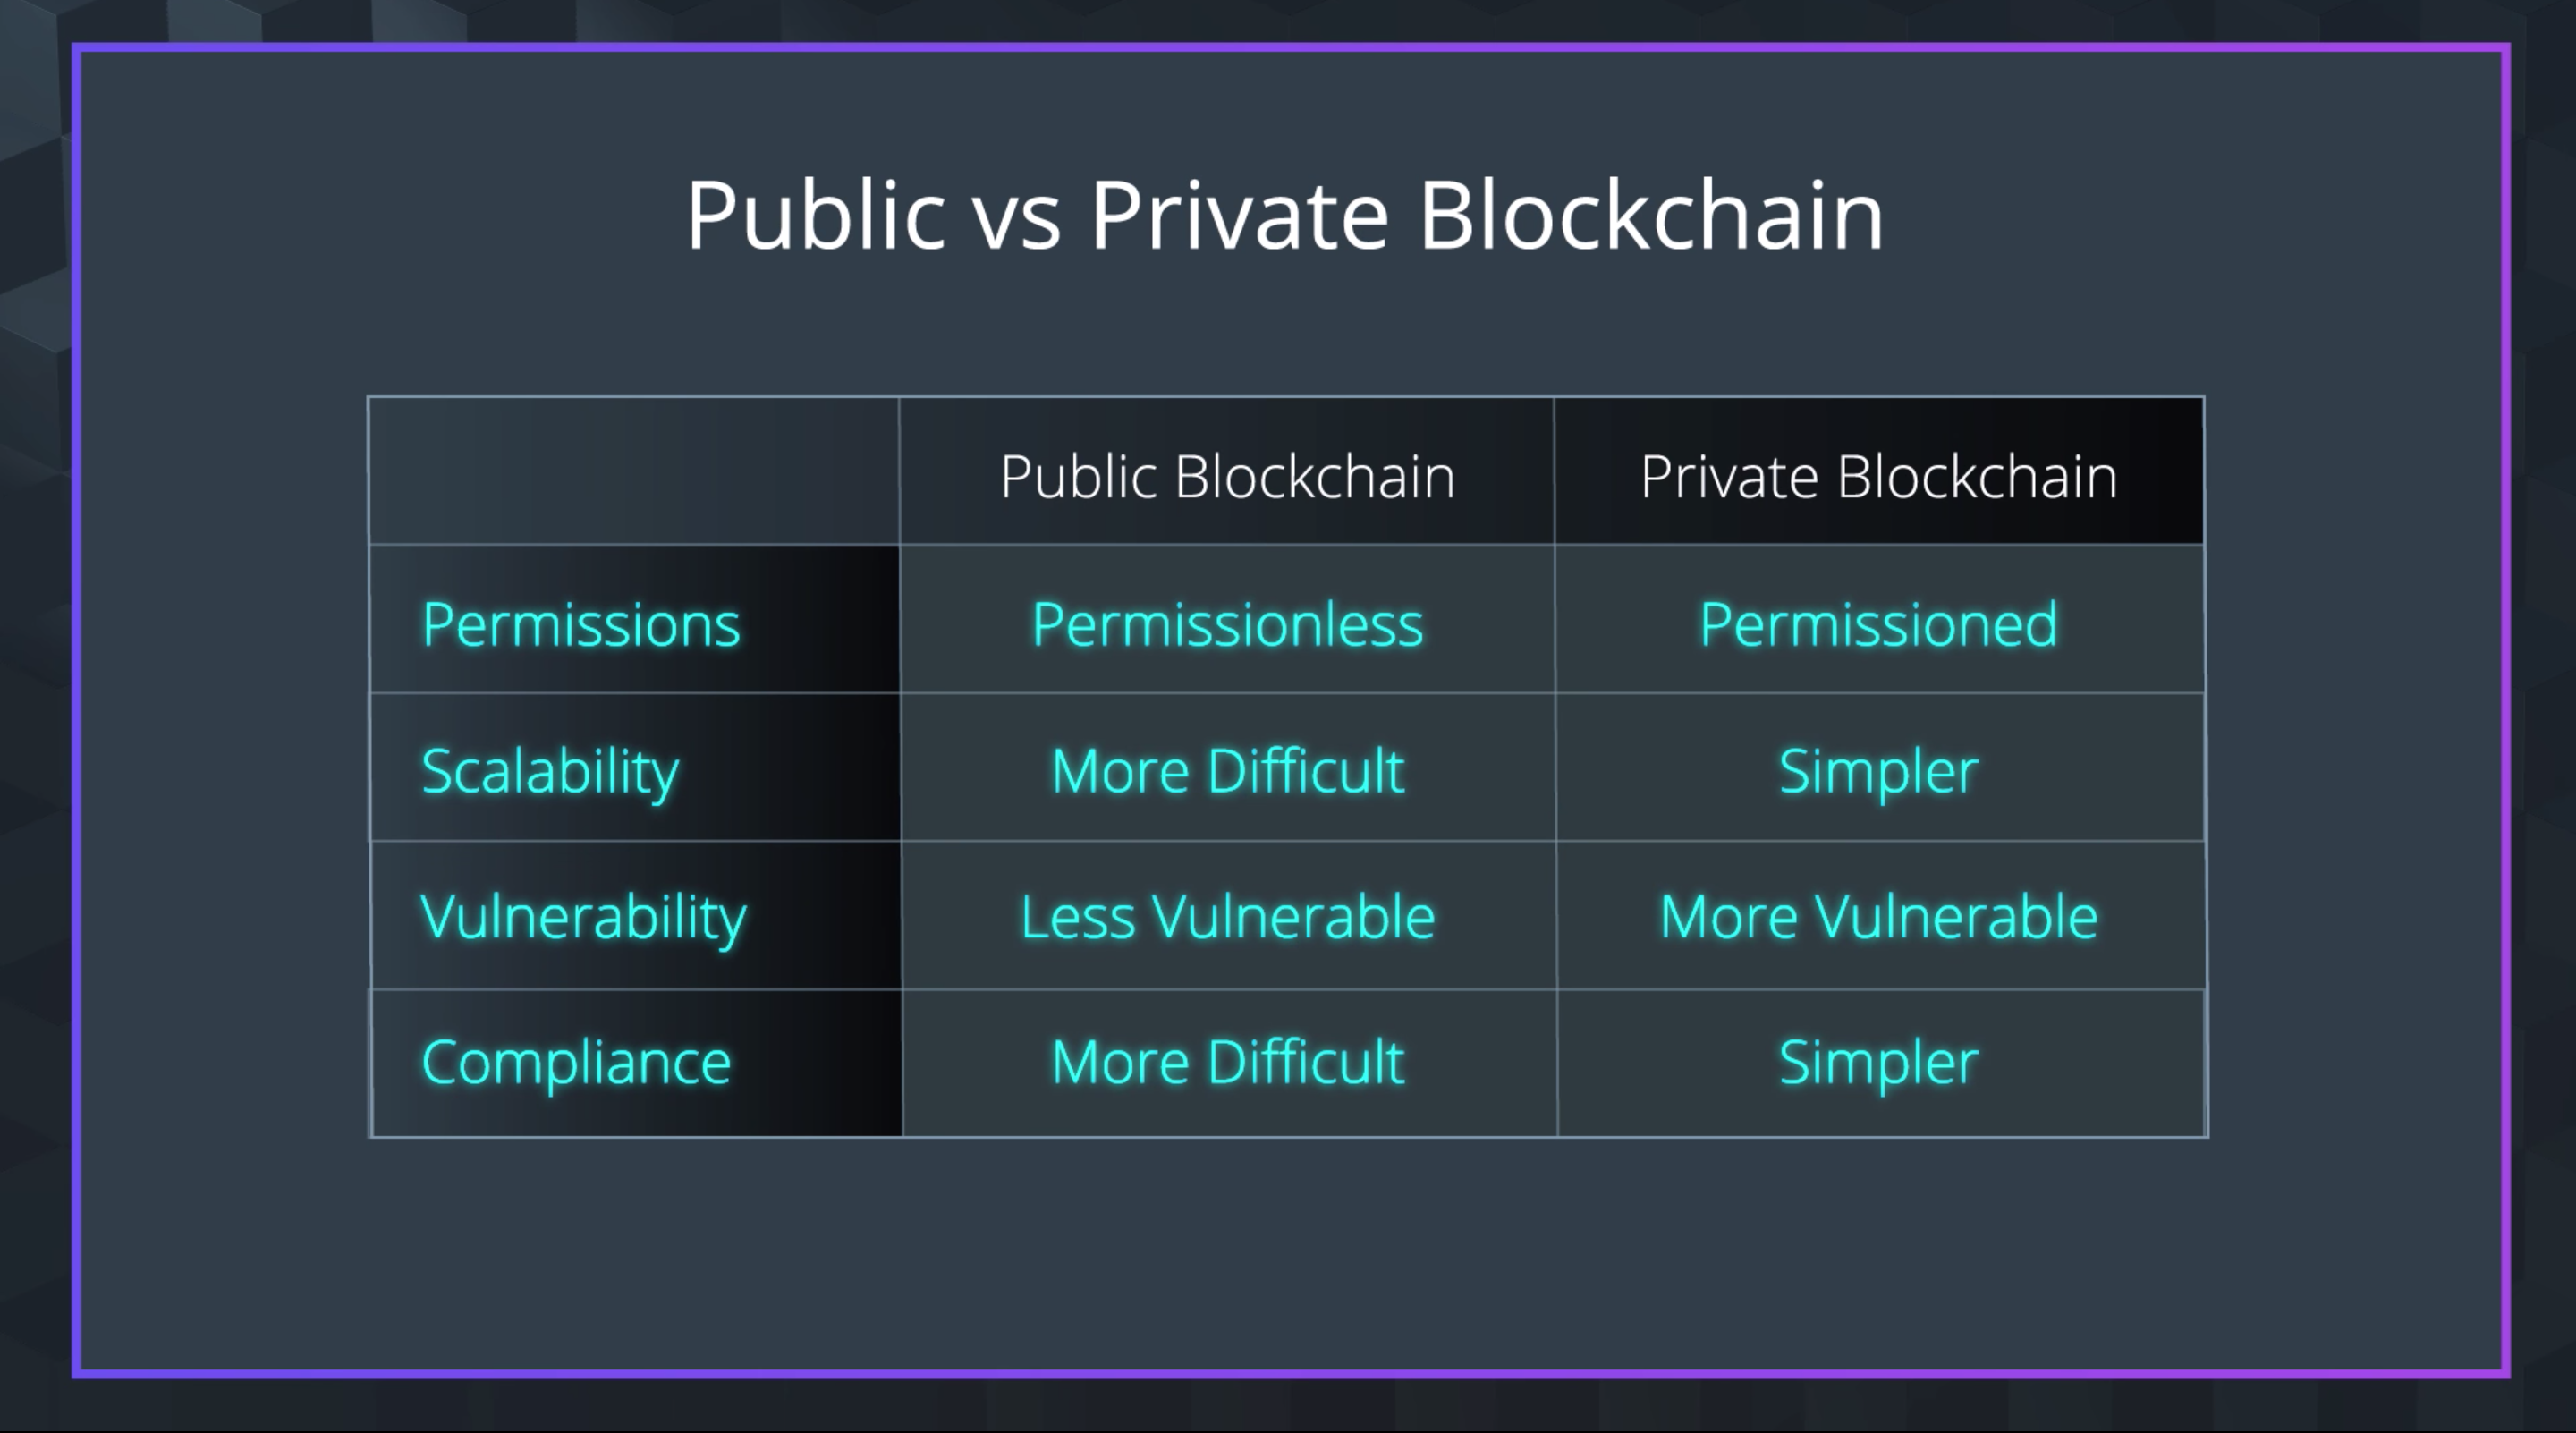 Public vs Private Blockchain
Public Blockchain Private Blockchain
Permissions Permissionless Permissioned
Scalability More Difficult Simpler
Vulnerability Less Vulnerable More Vulnerable
Compliance More Difficult Simpler